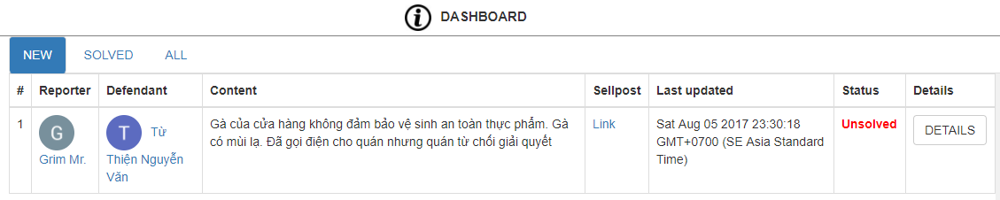 DASHBOARD
NEW SOLVED ALL
# Reporter Defendant Content Sellpost Last updated Status Details
1
G
Grim Mr.
T Từ
Thiện Nguyễn
Văn
Gà của cửa hàng không đảm bảo vệ sinh an toàn thực phẩm. Gà
có mùi lạ. Đã gọi điện cho quán nhưng quán từ chối giải quyết
Link
Sat Aug 05 2017 23:30:18
GMT+0700 (SE Asia Standard
Time)
Unsolved
DETAILS